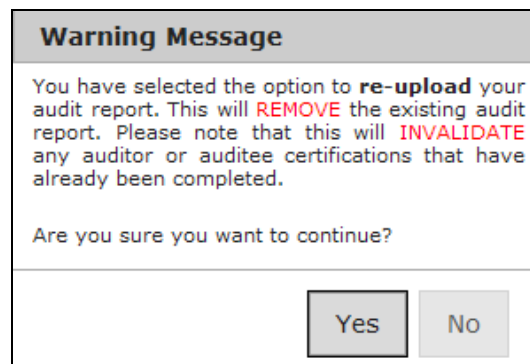 Warning Message
You have selected the option to re-upload your
audit report. This will REMOVE the existing audit
report. Please note that this will INVALIDATE
any auditor or auditee certifications that have
already been completed.
Are you sure you want to continue?
Yes No